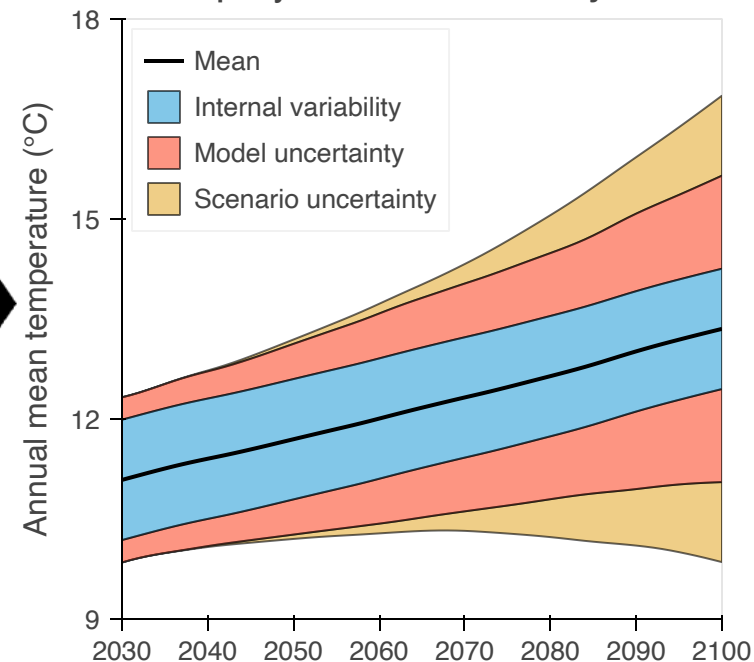 18
Mean
Internal variability
Model uncertainty
Scenario uncertainty
15
12
9
Annual mean temperature (°C)
2030 2040 2050 2060 2070 2080 2090 2100